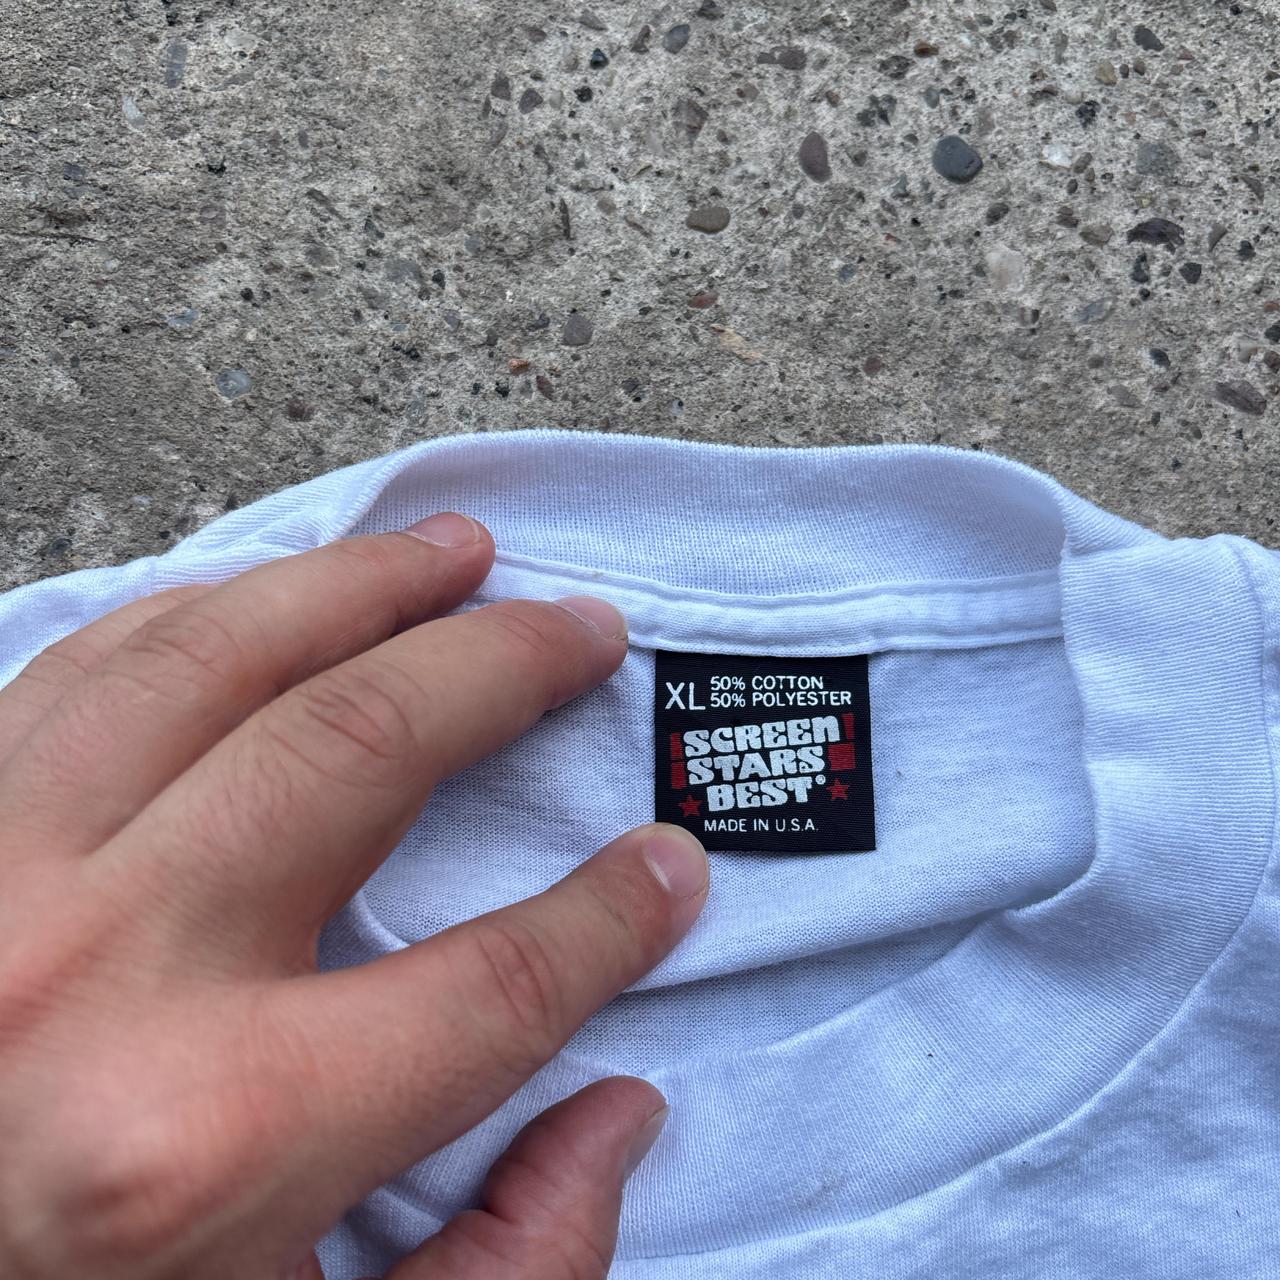 XL 50% COTTON
50% POLYESTER
SCREEN
STARS
BEST®
MADE IN U.S.A.